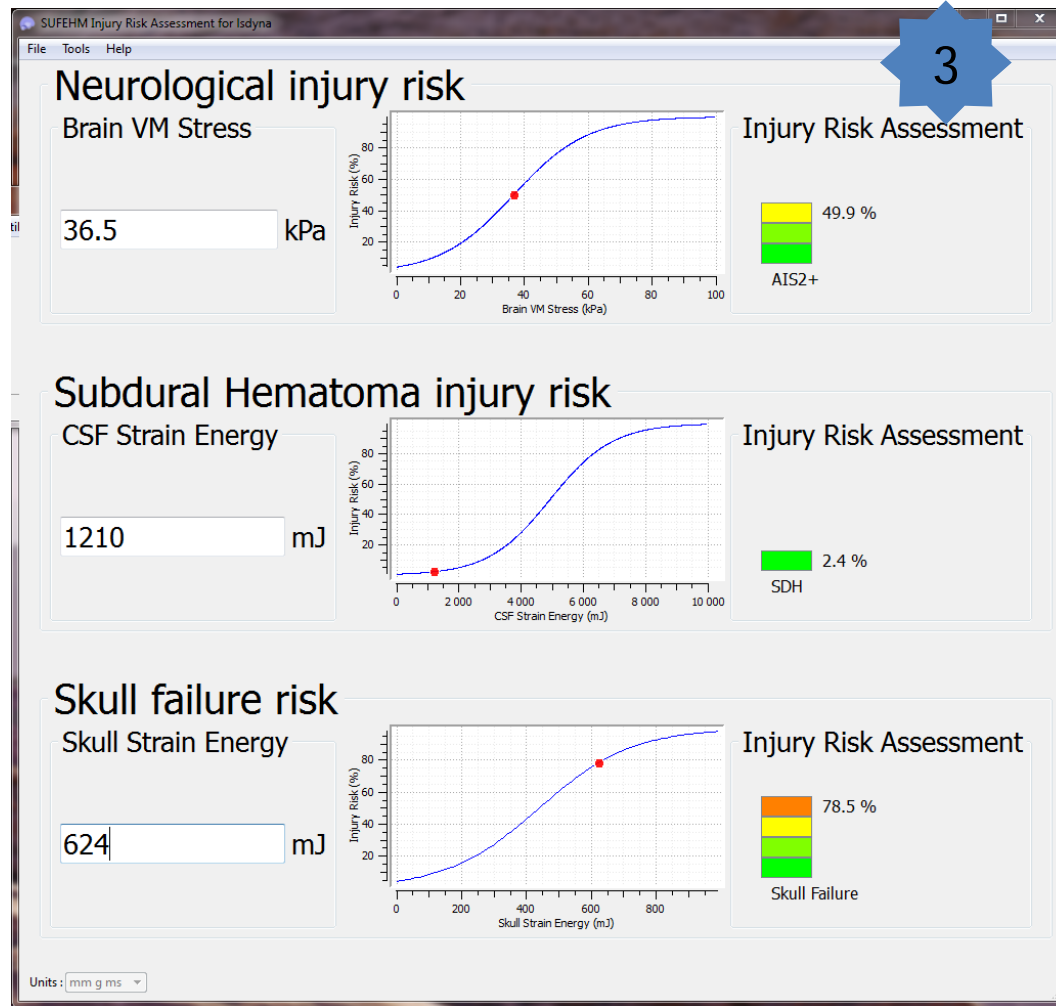 SUFEHM Injury Risk Assessment for lsdyna
3
File Tools Help
Neurological injury risk
Brain VM Stress
36.5 kPa
Injury Risk (%)
80
60
40
20
0 20 40 60 80 100
Brain VM Stress (kPa)
Injury Risk Assessment
49.9 %
AIS2+
til
Subdural Hematoma injury risk
CSF Strain Energy
1210 mJ
Injury Risk (%)
80
60
40
20
0 2 000 4 000 6 000 8 000 10 000
CSF Strain Energy (mJ)
Injury Risk Assessment
2.4 %
SDH
Skull failure risk
Skull Strain Energy
624 mJ
Injury Risk (%)
80
60
40
20
0 200 400 600 800
Skull Strain Energy (mJ)
Injury Risk Assessment
78.5 %
Skull Failure
Units : mm g ms